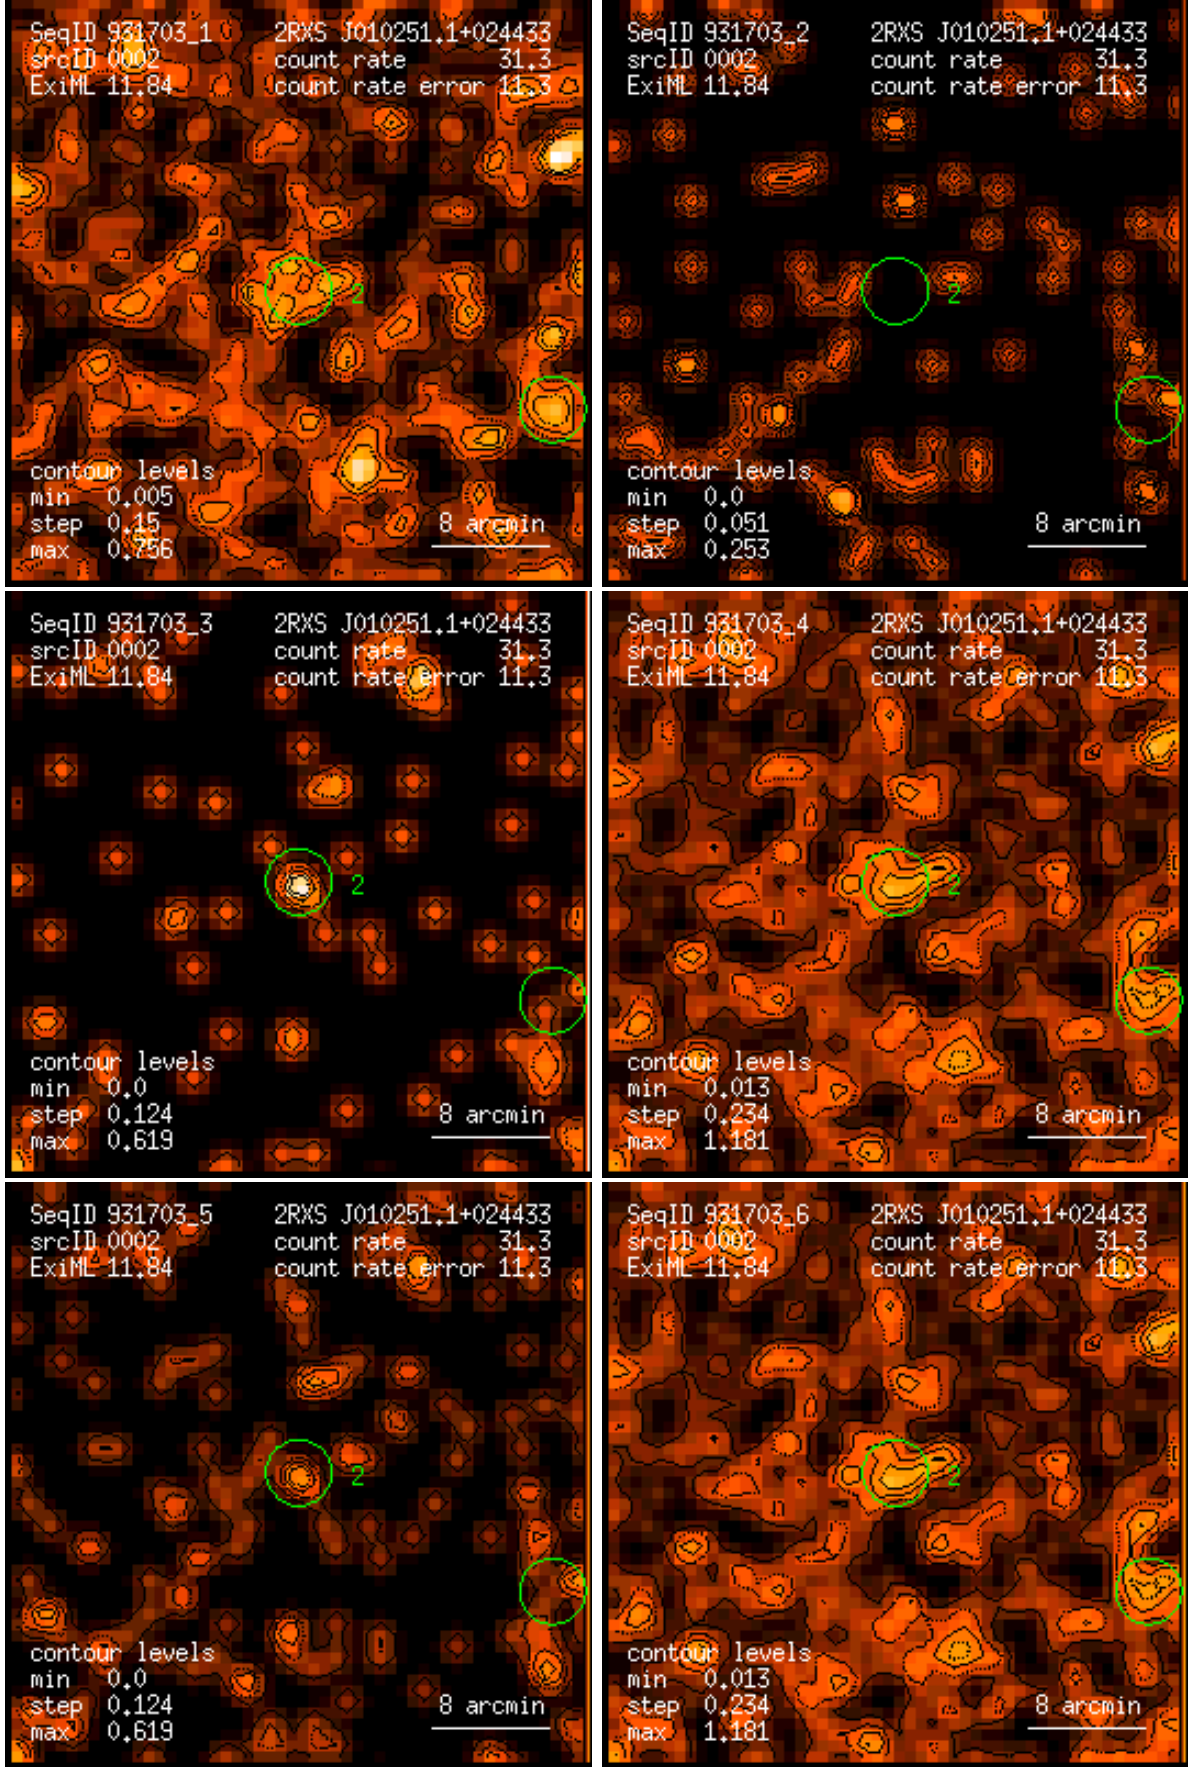 SeqID 931703_1 2RXS J010251.1+024433
srcID 0002 count rate 31.3
ExiML 11.84 count rate error 11.3
2
contour levels
min 0.005
step 0.15
max 0.756
8 arcmin
SeqID 931703_2 2RXS J010251.1+024433
srcID 0002 count rate 31.3
ExiML 11.84 count rate error 11.3
2
contour levels
min 0.0
step 0.051
max 0.253
8 arcmin
SeqID 931703_3 2RXS J010251.1+024433
srcID 0002 count rate 31.3
ExiML 11.84 count rate error 11.3
2
contour levels
min 0.0
step 0.124
max 0.619
8 arcmin
SeqID 931703_4 2RXS J010251.1+024433
srcID 0002 count rate 31.3
ExiML 11.84 count rate error 11.3
2
contour levels
min 0.013
step 0.234
max 1.181
8 arcmin
SeqID 931703_5 2RXS J010251.1+024433
srcID 0002 count rate 31.3
ExiML 11.84 count rate error 11.3
2
contour levels
min 0.0
step 0.124
max 0.619
8 arcmin
SeqID 931703_6 2RXS J010251.1+024433
srcID 0002 count rate 31.3
ExiML 11.84 count rate error 11.3
2
contour levels
min 0.013
step 0.234
max 1.181
8 arcmin